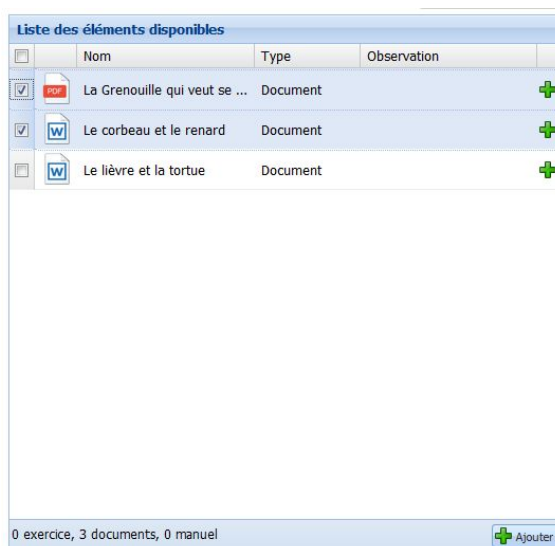 Liste des éléments disponibles
Nom Type Observation
PDF La Grenouille qui veut se ... Document
W Le corbeau et le renard Document
W Le lièvre et la tortue Document
0 exercice, 3 documents, 0 manuel Ajouter